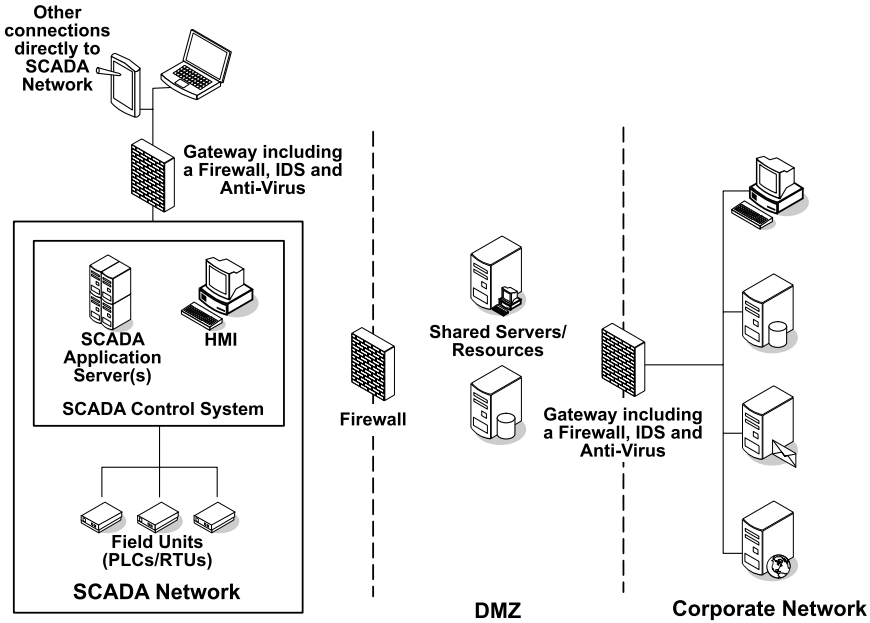 Other
connections
directly to
SCADA
Network
Gateway including
a Firewall, IDS and
Anti-Virus
SCADA
Application
Server(s)
HMI
SCADA Control System
Field Units
(PLCs/RTUs)
SCADA Network
Firewall
Shared Servers/
Resources
DMZ
Gateway including
a Firewall, IDS and
Anti-Virus
Corporate Network